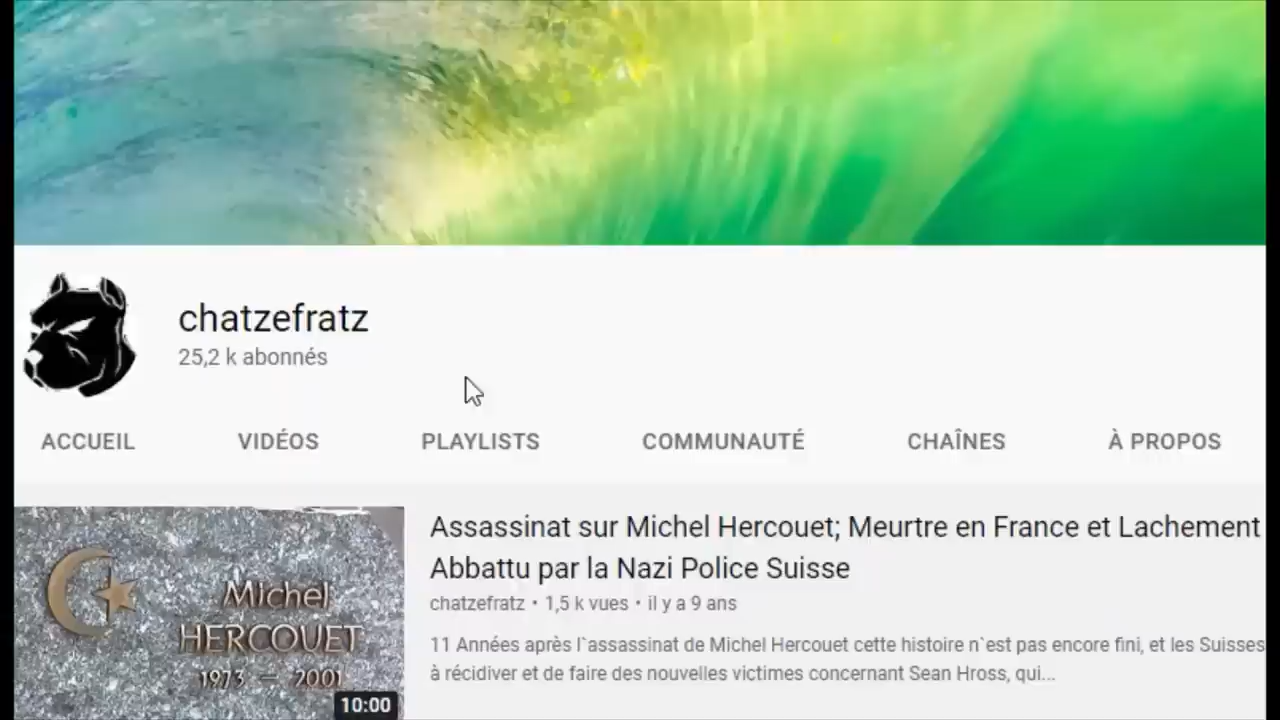 chatzefratz
25,2 k abonnés
ACCUEIL VIDÉOS PLAYLISTS COMMUNAUTÉ CHAÎNES À PROPOS
Assassinat sur Michel Hercouet; Meurtre en France et Lachement
Abbattu par la Nazi Police Suisse
chatzefratz • 1,5 k vues • il y a 9 ans
11 Années après l`assassinat de Michel Hercouet cette histoire n`est pas encore fini, et les Suisses
à récidiver et de faire des nouvelles victimes concernant Sean Hross, qui...
Michel
HERCOUET
1973 — 2001
10:00